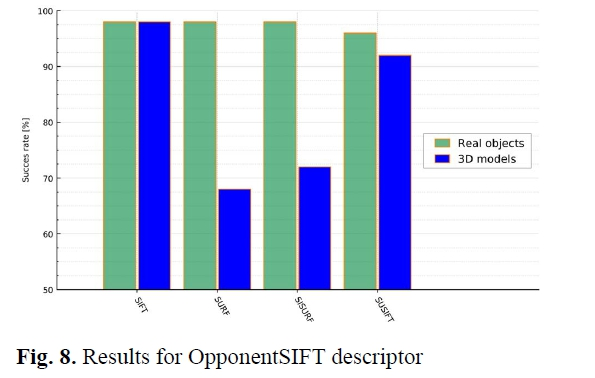 100
90
80
70
60
50
Succes rate [%]
Real objects
3D models
SIFT
SURF
SISURF
SUSIFT
Fig. 8. Results for OpponentSIFT descriptor